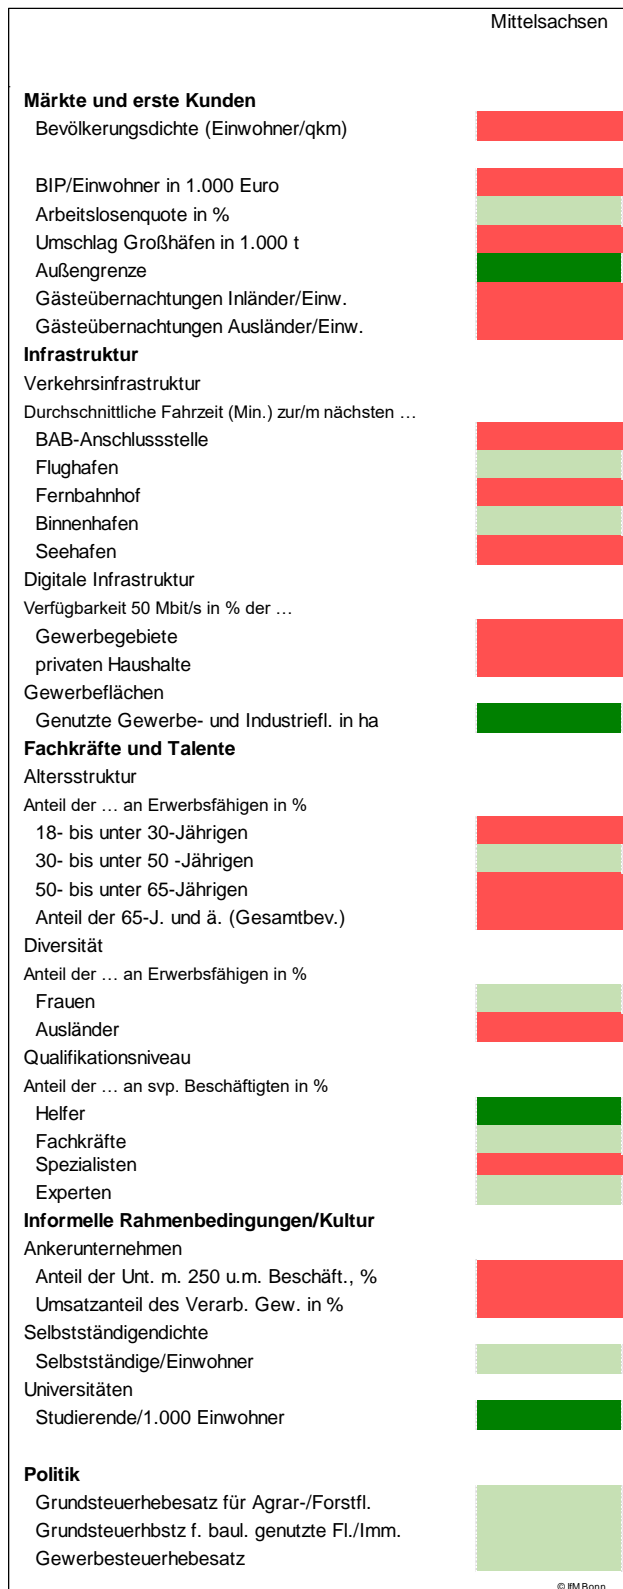 Mittelsachsen
Märkte und erste Kunden
Bevölkerungsdichte (Einwohner/qkm)
BIP/Einwohner in 1.000 Euro
Arbeitslosenquote in %
Umschlag Großhäfen in 1.000 t
Außengrenze
Gästeübernachtungen Inländer/Einw.
Gästeübernachtungen Ausländer/Einw.
Infrastruktur
Verkehrsinfrastruktur
Durchschnittliche Fahrzeit (Min.) zur/m nächsten …
BAB-Anschlussstelle
Flughafen
Fernbahnhof
Binnenhafen
Seehafen
Digitale Infrastruktur
Verfügbarkeit 50 Mbit/s in % der …
Gewerbegebiete
privaten Haushalte
Gewerbeflächen
Genutzte Gewerbe- und Industriefl. in ha
Fachkräfte und Talente
Altersstruktur
Anteil der … an Erwerbsfähigen in %
18- bis unter 30-Jährigen
30- bis unter 50 -Jährigen
50- bis unter 65-Jährigen
Anteil der 65-J. und ä. (Gesamtbev.)
Diversität
Anteil der … an Erwerbsfähigen in %
Frauen
Ausländer
Qualifikationsniveau
Anteil der … an svp. Beschäftigten in %
Helfer
Fachkräfte
Spezialisten
Experten
Informelle Rahmenbedingungen/Kultur
Ankerunternehmen
Anteil der Unt. m. 250 u.m. Beschäft., %
Umsatzanteil des Verarb. Gew. in %
Selbstständigendichte
Selbstständige/Einwohner
Universitäten
Studierende/1.000 Einwohner
Politik
Grundsteuerhebesatz für Agrar-/Forstfl.
Grundsteuerhbstz f. baul. genutzte Fl./Imm.
Gewerbesteuerhebesatz
© IfM Bonn